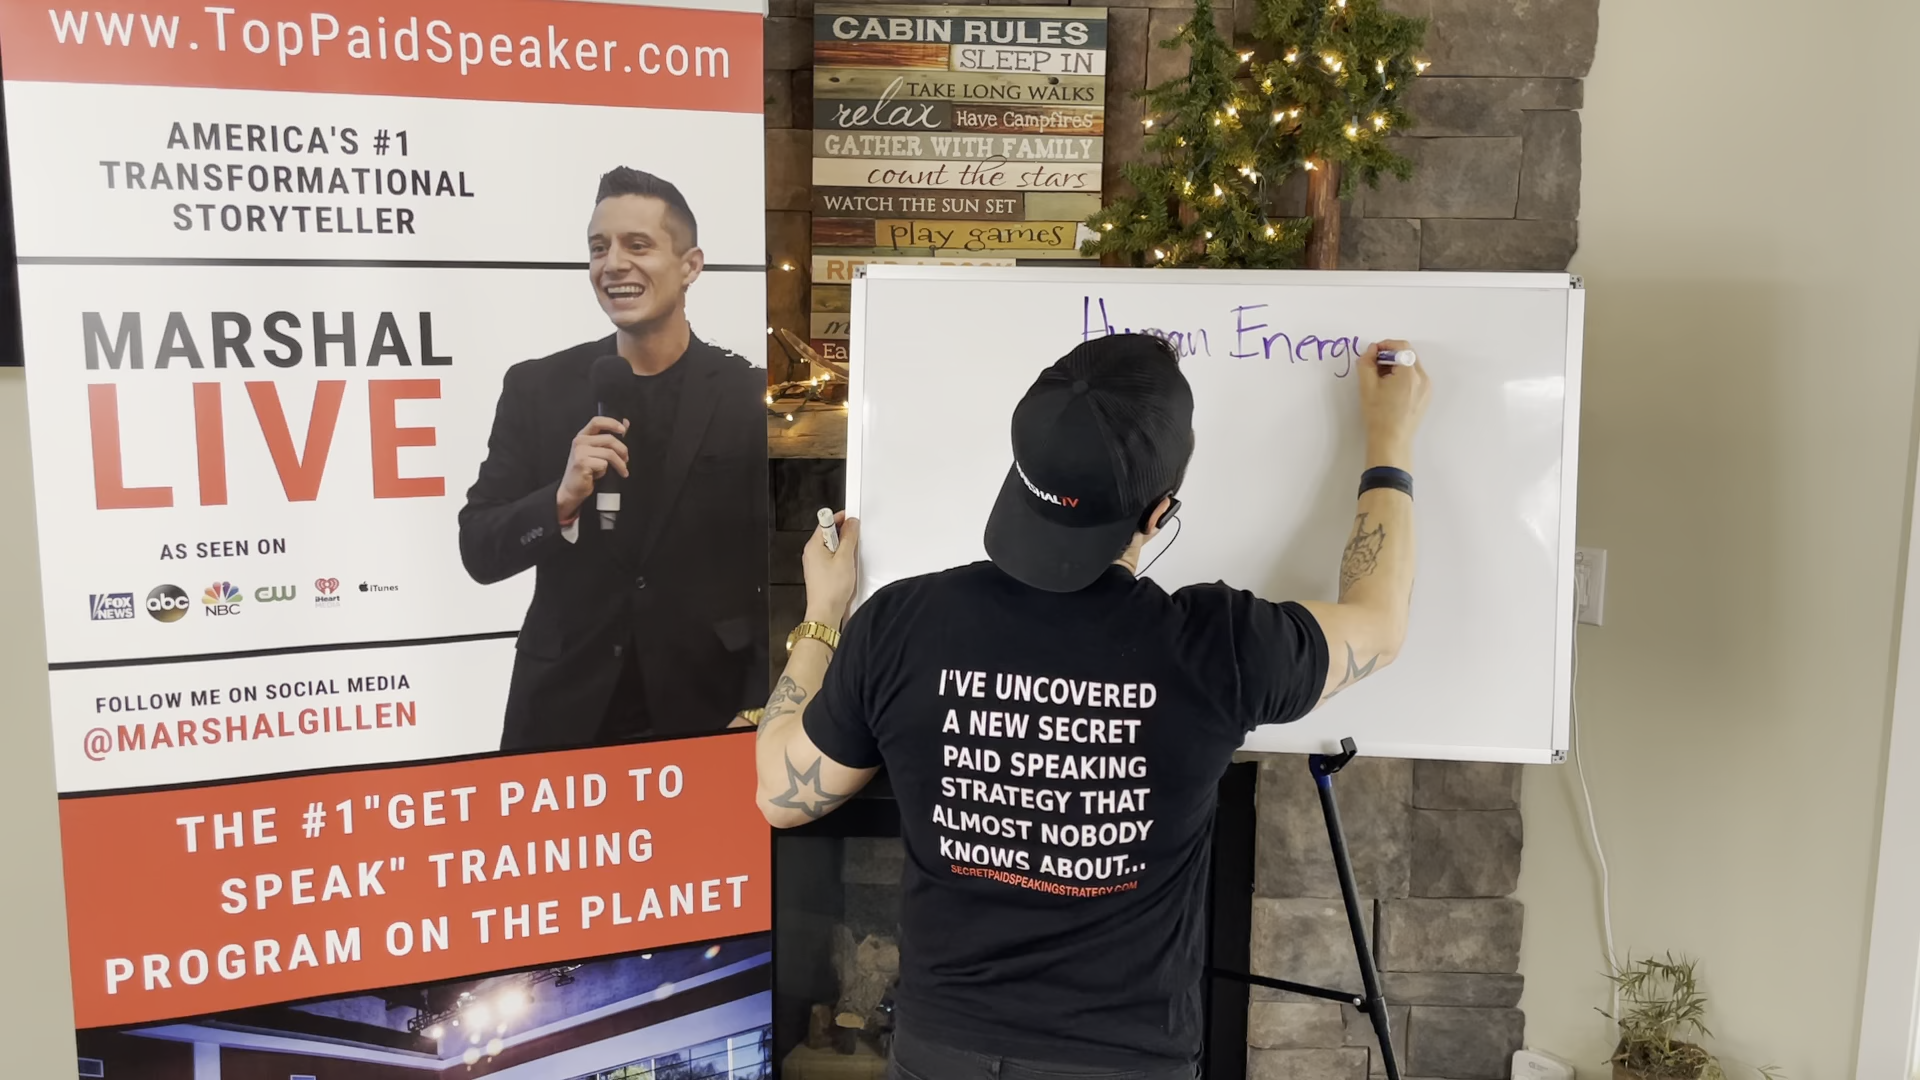 www.TopPaidSpeaker.com
AMERICA'S #1
TRANSFORMATIONAL
STORYTELLER
MARSHAL
LIVE
AS SEEN ON
FOX NEWS abc NBC CW iHeart MEDIA iTunes
FOLLOW ME ON SOCIAL MEDIA
@MARSHALGILLEN
THE #1"GET PAID TO
SPEAK" TRAINING
PROGRAM ON THE PLANET
CABIN RULES
SLEEP IN
TAKE LONG WALKS
relax Have Campfires
GATHER WITH FAMILY
count the stars
WATCH THE SUN SET
play games
Human Energy
I'VE UNCOVERED
A NEW SECRET
PAID SPEAKING
STRATEGY THAT
ALMOST NOBODY
KNOWS ABOUT...
SECRETPAIDSPEAKINGSTRATEGY.COM